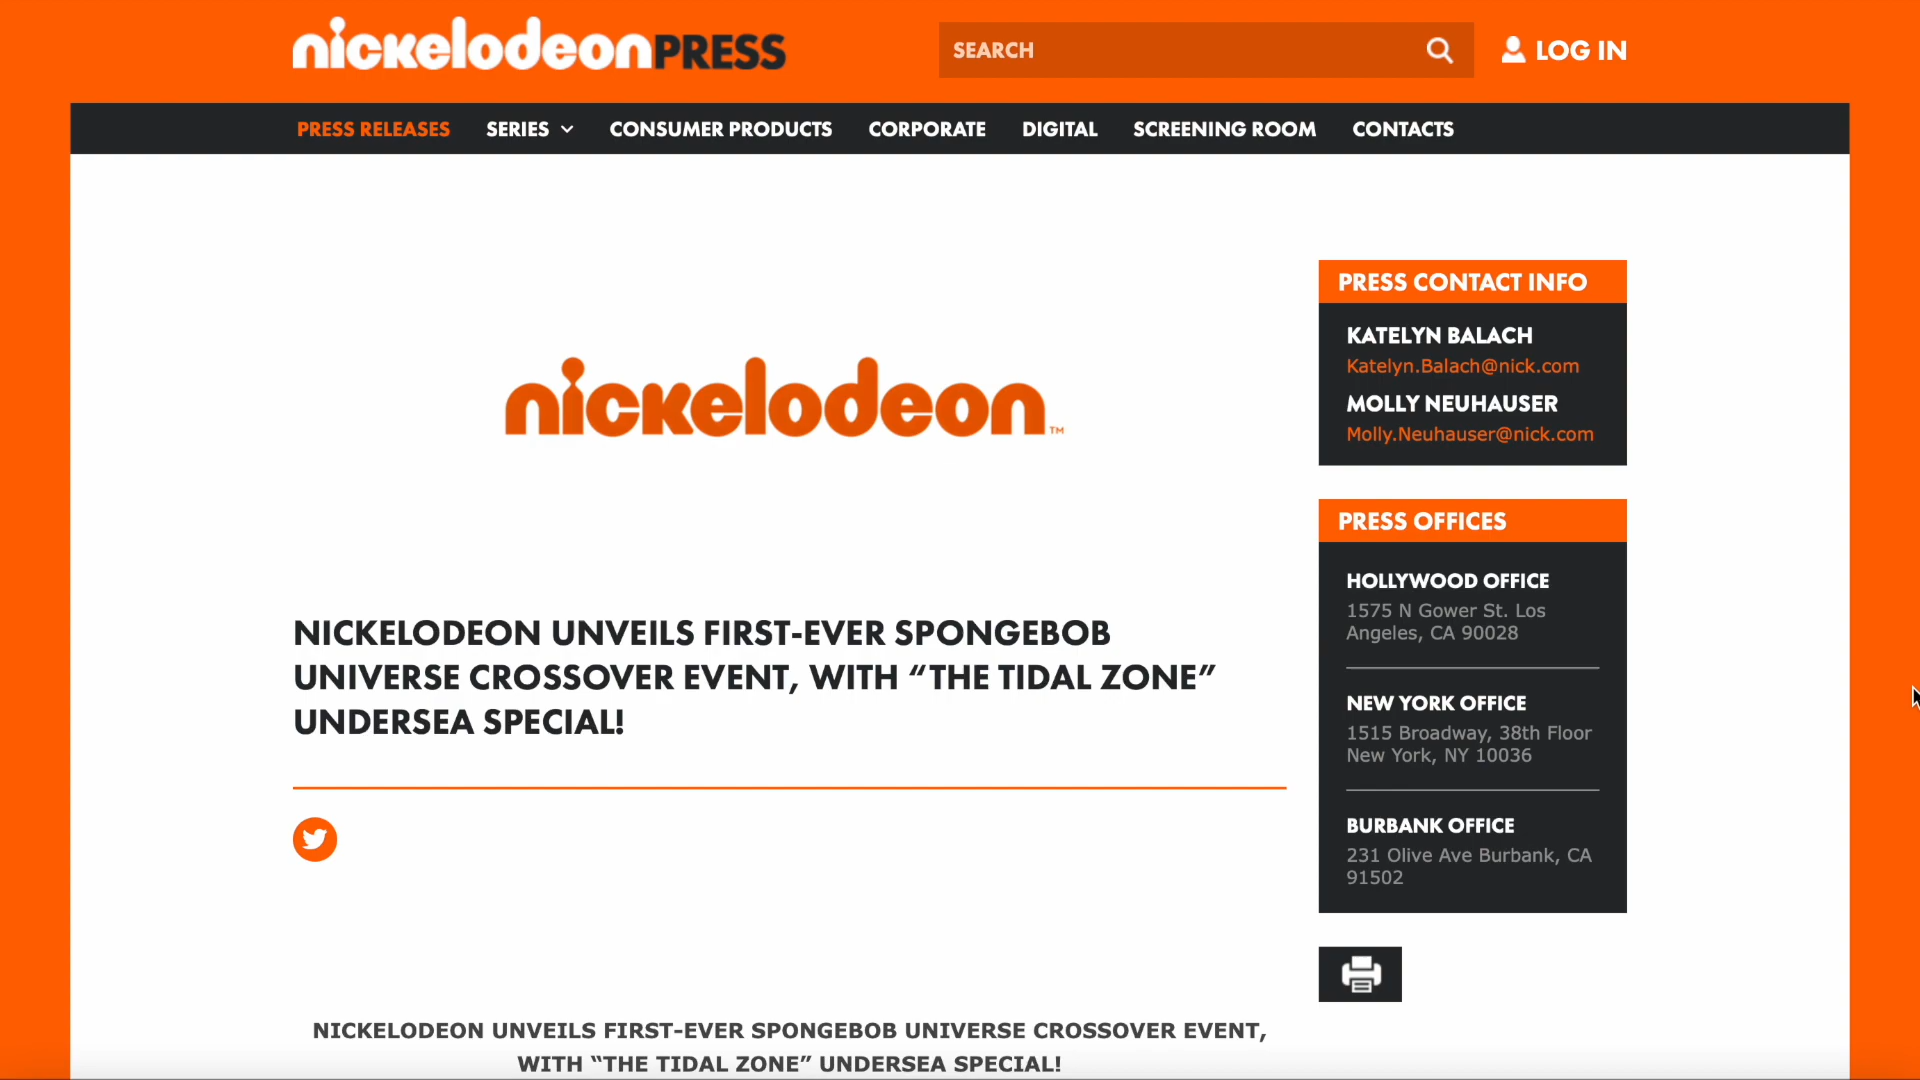 nickelodeonPRESS
SEARCH
LOG IN
PRESS RELEASES SERIES CONSUMER PRODUCTS CORPORATE DIGITAL SCREENING ROOM CONTACTS
nickelodeon™
NICKELODEON UNVEILS FIRST-EVER SPONGEBOB
UNIVERSE CROSSOVER EVENT, WITH “THE TIDAL ZONE”
UNDERSEA SPECIAL!
NICKELODEON UNVEILS FIRST-EVER SPONGEBOB UNIVERSE CROSSOVER EVENT,
WITH “THE TIDAL ZONE” UNDERSEA SPECIAL!
PRESS CONTACT INFO
KATELYN BALACH
Katelyn.Balach@nick.com
MOLLY NEUHAUSER
Molly.Neuhauser@nick.com
PRESS OFFICES
HOLLYWOOD OFFICE
1575 N Gower St. Los
Angeles, CA 90028
NEW YORK OFFICE
1515 Broadway, 38th Floor
New York, NY 10036
BURBANK OFFICE
231 Olive Ave Burbank, CA
91502